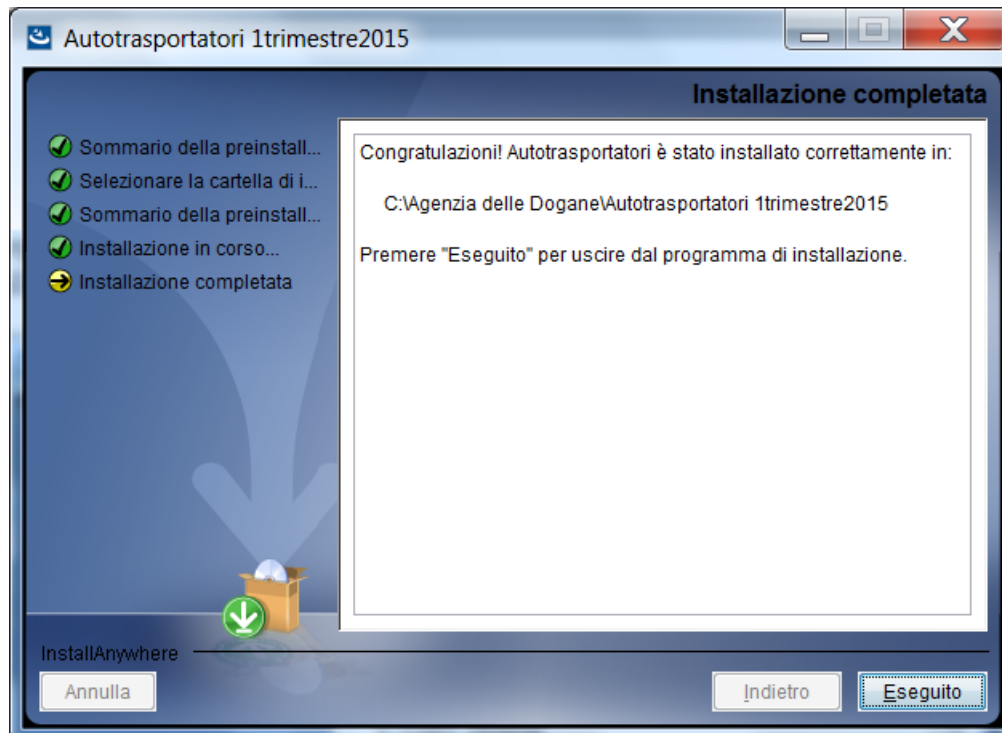 Autotrasportatori 1trimestre2015
Installazione completata
Sommario della preinstall...
Selezionare la cartella di i...
Sommario della preinstall...
Installazione in corso...
Installazione completata
Congratulazioni! Autotrasportatori è stato installato correttamente in:
C:\Agenzia delle Dogane\Autotrasportatori 1trimestre2015
Premere "Eseguito" per uscire dal programma di installazione.
InstallAnywhere
Annulla
Indietro
Eseguito